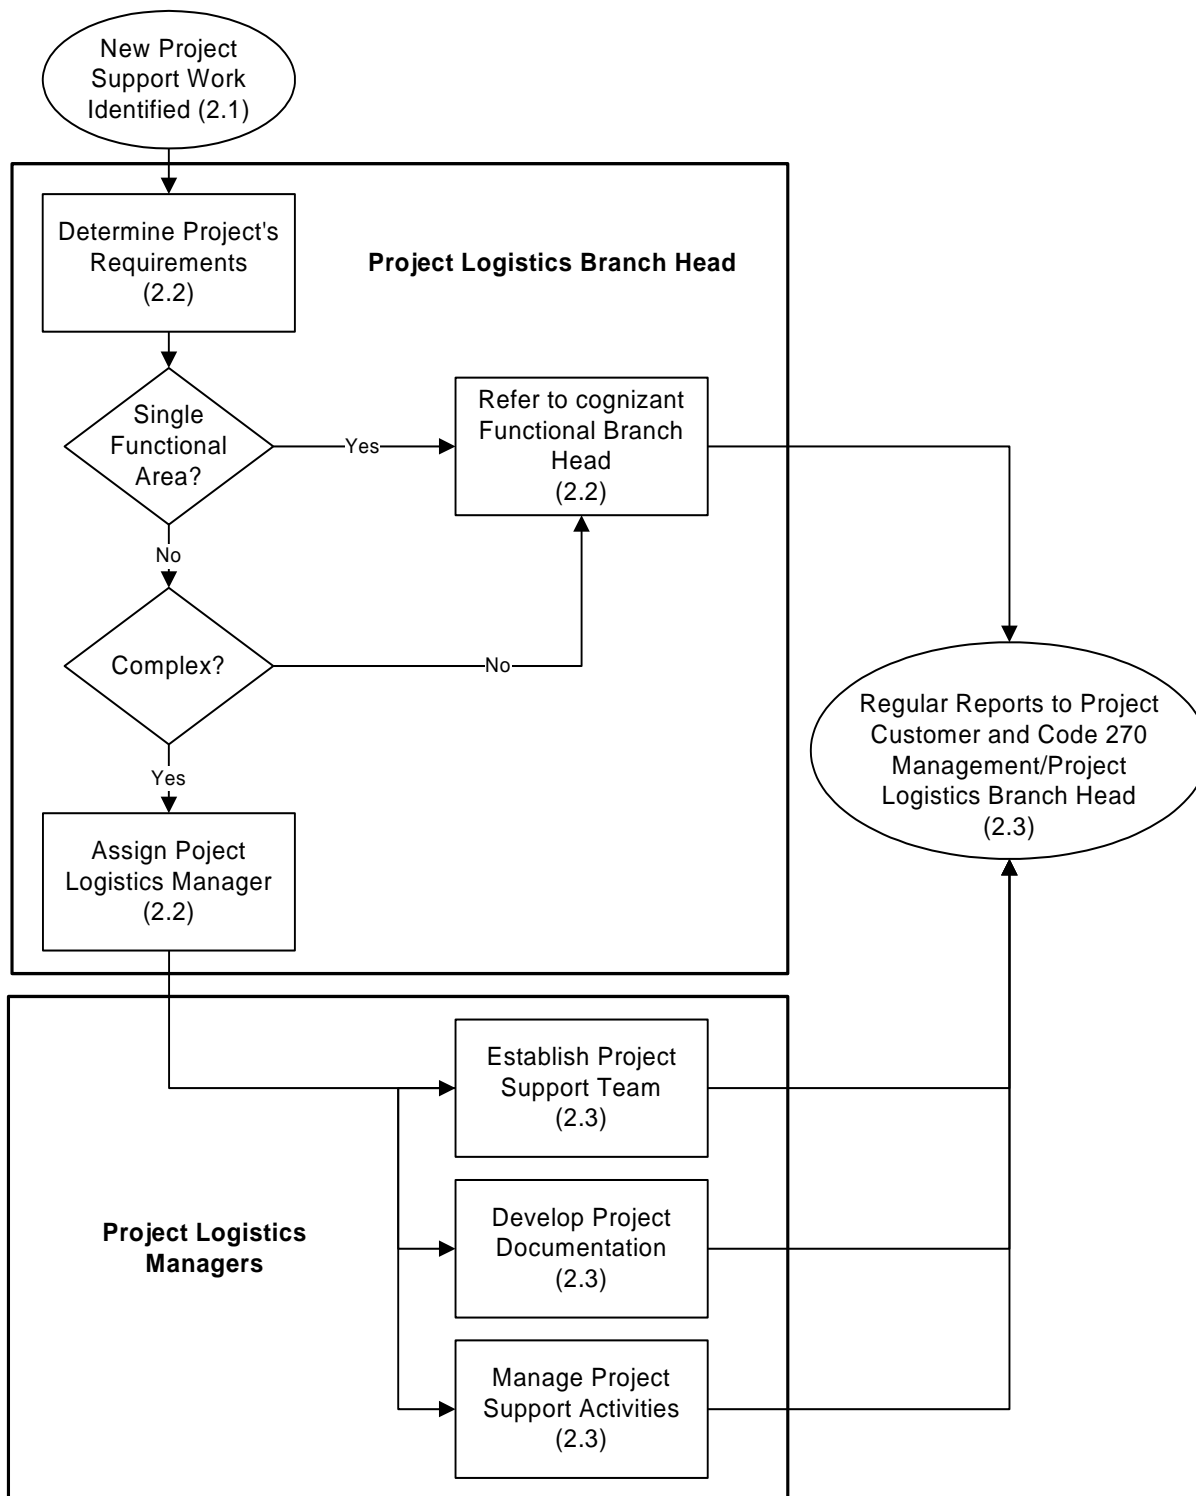 New Project
Support Work
Identified (2.1)
Determine Project's
Requirements
(2.2)
Project Logistics Branch Head
Single
Functional
Area?
Yes
Refer to cognizant
Functional Branch
Head
(2.2)
No
Complex?
No
Yes
Regular Reports to Project
Customer and Code 270
Management/Project
Logistics Branch Head
(2.3)
Assign Poject
Logistics Manager
(2.2)
Establish Project
Support Team
(2.3)
Project Logistics
Managers
Develop Project
Documentation
(2.3)
Manage Project
Support Activities
(2.3)